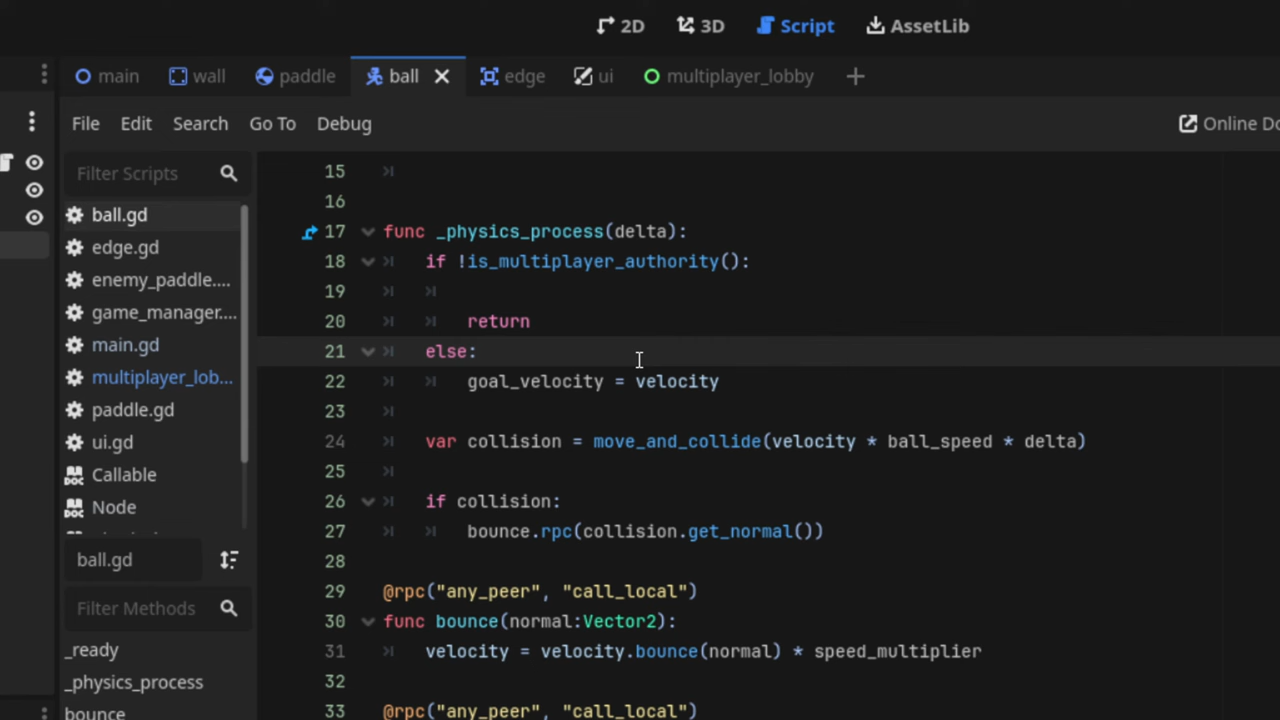 2D 3D Script AssetLib
main wall paddle ball edge ui multiplayer_lobby
File Edit Search Go To Debug Online
Filter Scripts
ball.gd
edge.gd
enemy_paddle....
game_manager....
main.gd
multiplayer_lob...
paddle.gd
ui.gd
Callable
Node
ball.gd
Filter Methods
_ready
_physics_process
bounce
15
16
17 func _physics_process(delta):
18 if !is_multiplayer_authority():
19
20 return
21 else:
22 goal_velocity = velocity
23
24 var collision = move_and_collide(velocity * ball_speed * delta)
25
26 if collision:
27 bounce.rpc(collision.get_normal())
28
29 @rpc("any_peer", "call_local")
30 func bounce(normal:Vector2):
31 velocity = velocity.bounce(normal) * speed_multiplier
32
33 @rpc("any_peer", "call_local")